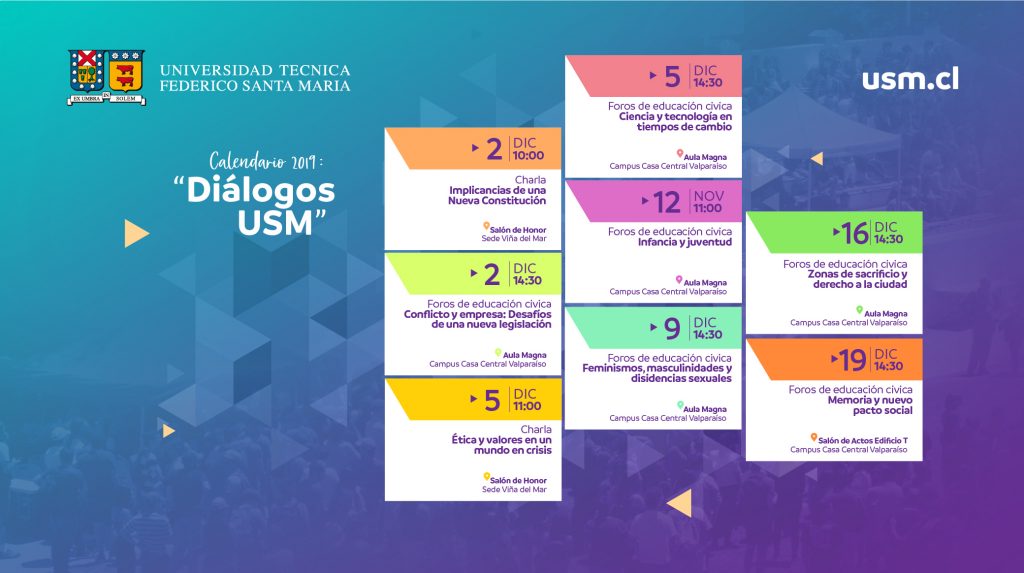 UNIVERSIDAD TECNICA
FEDERICO SANTA MARIA
EX UMBRA IN SOLEM
usm.cl
Calendario 2019:
“Diálogos
USM”
2 DIC
10:00
Charla
Implicancias de una
Nueva Constitución
Salón de Honor
Sede Viña del Mar
2 DIC
14:30
Foros de educación civica
Conflicto y empresa: Desafíos
de una nueva legislación
Aula Magna
Campus Casa Central Valparaíso
5 DIC
11:00
Charla
Ética y valores en un
mundo en crisis
Salón de Honor
Sede Viña del Mar
5 DIC
14:30
Foros de educación civica
Ciencia y tecnología en
tiempos de cambio
Aula Magna
Campus Casa Central Valparaíso
12 NOV
11:00
Foros de educación civica
Infancia y juventud
Aula Magna
Campus Casa Central Valparaíso
9 DIC
14:30
Foros de educación civica
Feminismos, masculinidades y
disidencias sexuales
Aula Magna
Campus Casa Central Valparaíso
16 DIC
14:30
Foros de educación civica
Zonas de sacrificio y
derecho a la ciudad
Aula Magna
Campus Casa Central Valparaíso
19 DIC
14:30
Foros de educación civica
Memoria y nuevo
pacto social
Salón de Actos Edificio T
Campus Casa Central Valparaíso